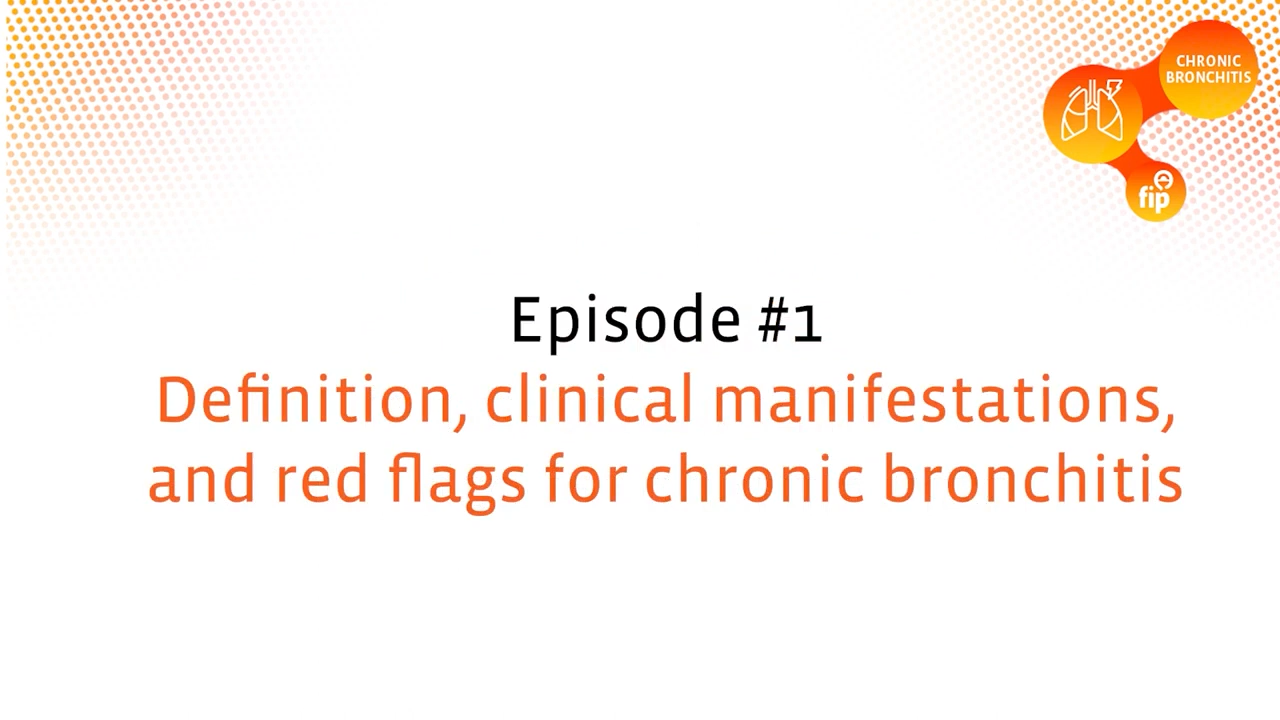 CHRONIC
BRONCHITIS
fip
Episode #1
Definition, clinical manifestations,
and red flags for chronic bronchitis